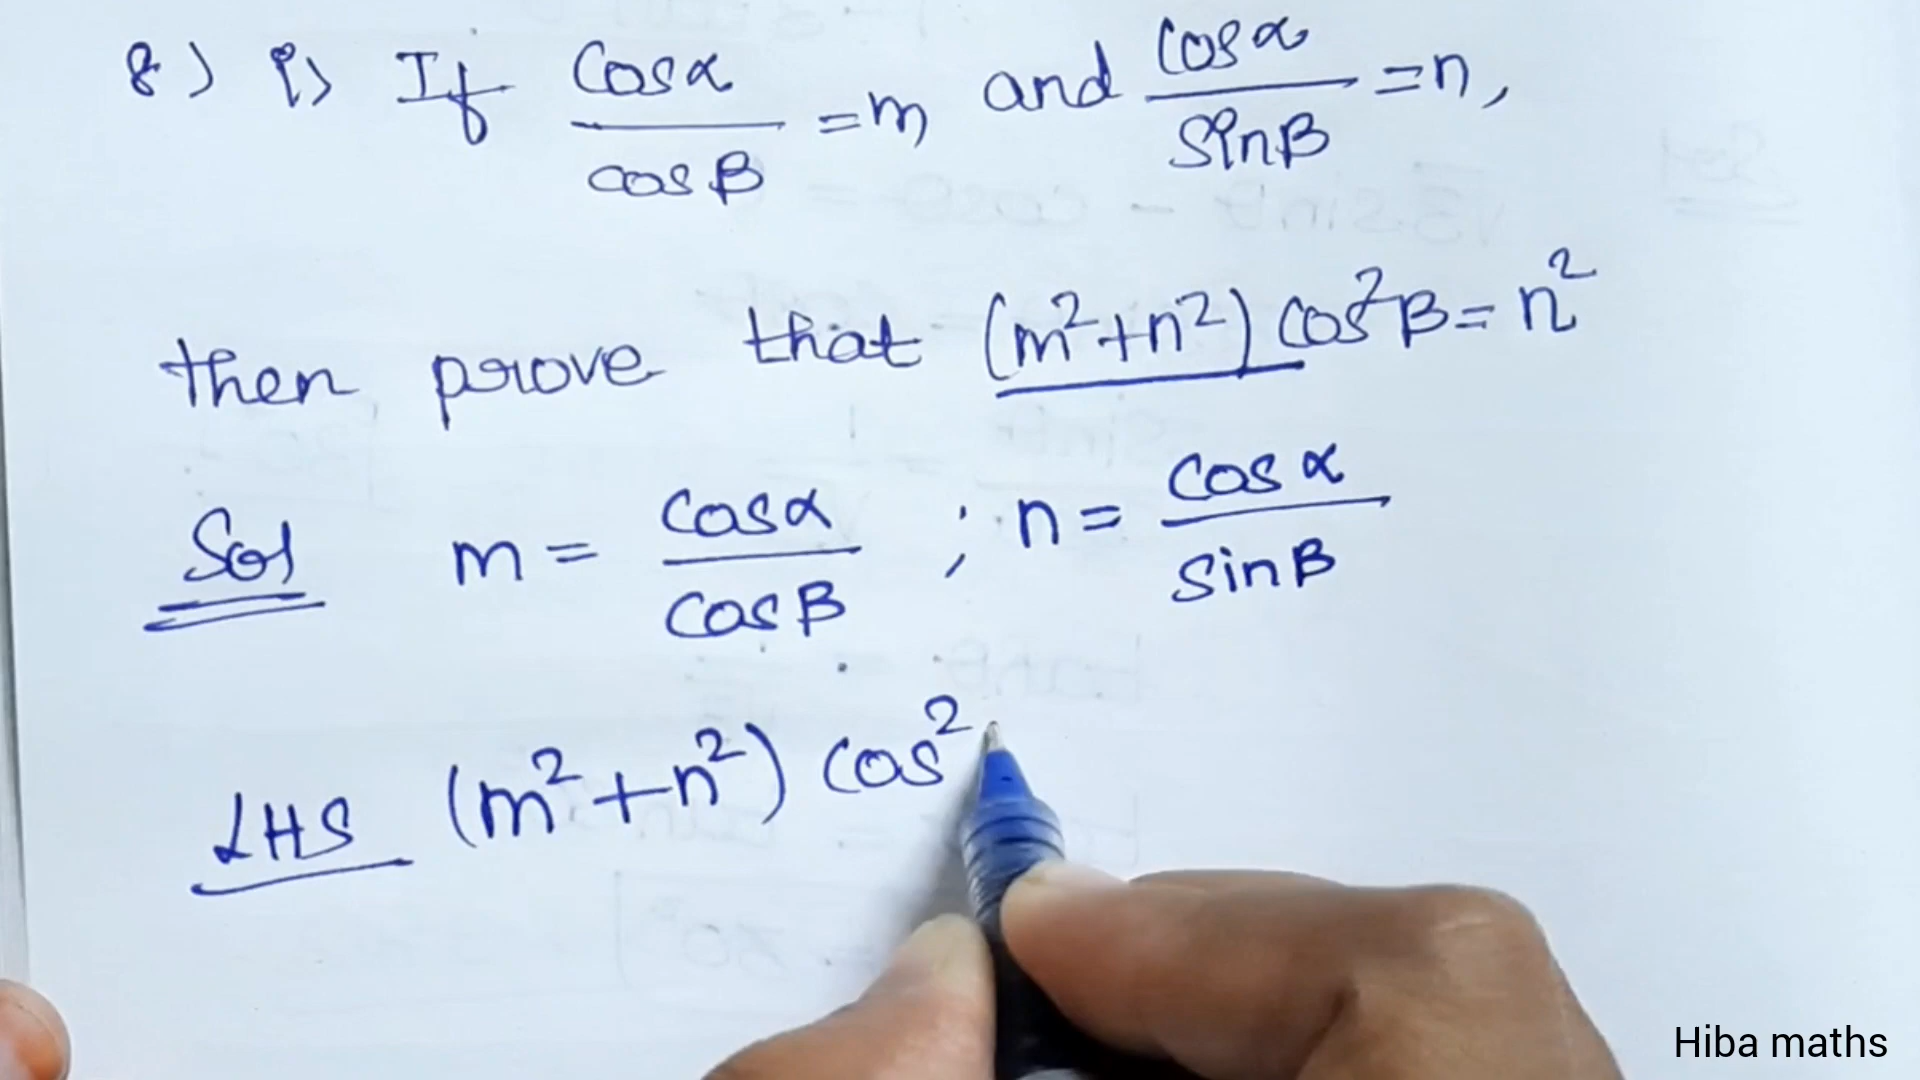 8) i) If cosα/cosβ = m and cosα/sinβ = n,
then prove that (m²+n²) cos²β = n²
Sol m = cosα/cosβ ; n = cosα/sinβ
LHS (m²+n²) cos²
Hiba maths